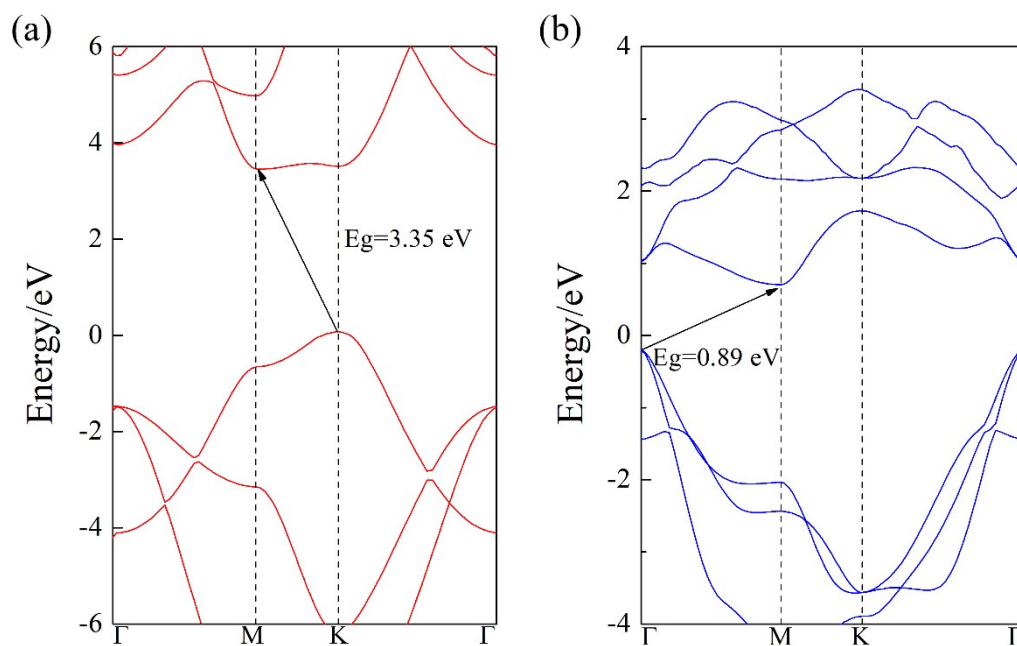 (a)
6
4
2
0
-2
-4
-6
Energy/eV
Eg=3.35 eV
Γ M K Γ
(b)
4
2
0
-2
-4
Energy/eV
Eg=0.89 eV
Γ M K Γ